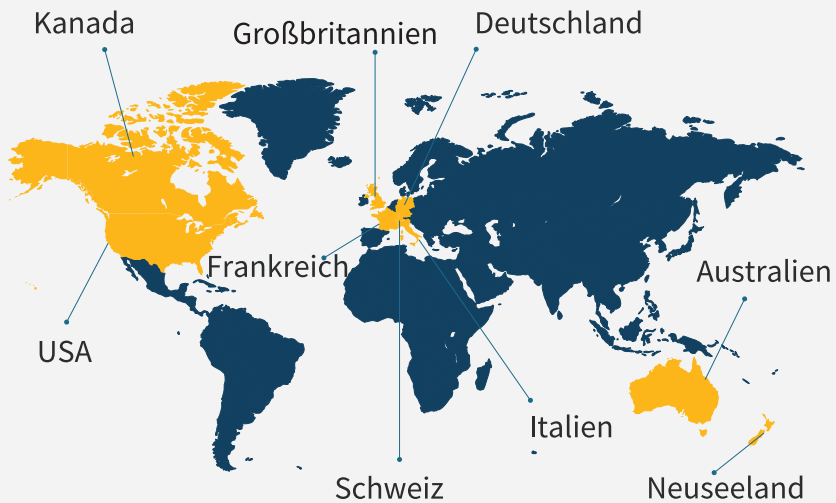 Kanada
Großbritannien
Deutschland
Frankreich
Australien
USA
Italien
Schweiz
Neuseeland